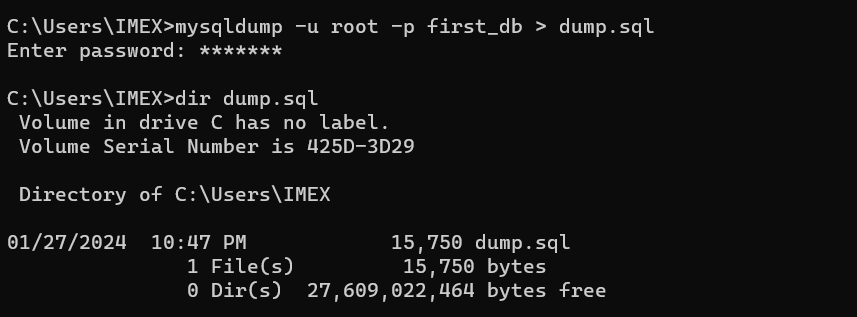 C:\Users\IMEX>mysqldump -u root -p first_db > dump.sql
Enter password: *******
C:\Users\IMEX>dir dump.sql
Volume in drive C has no label.
Volume Serial Number is 425D-3D29
Directory of C:\Users\IMEX
01/27/2024  10:47 PM            15,750 dump.sql
1 File(s)         15,750 bytes
0 Dir(s)  27,609,022,464 bytes free